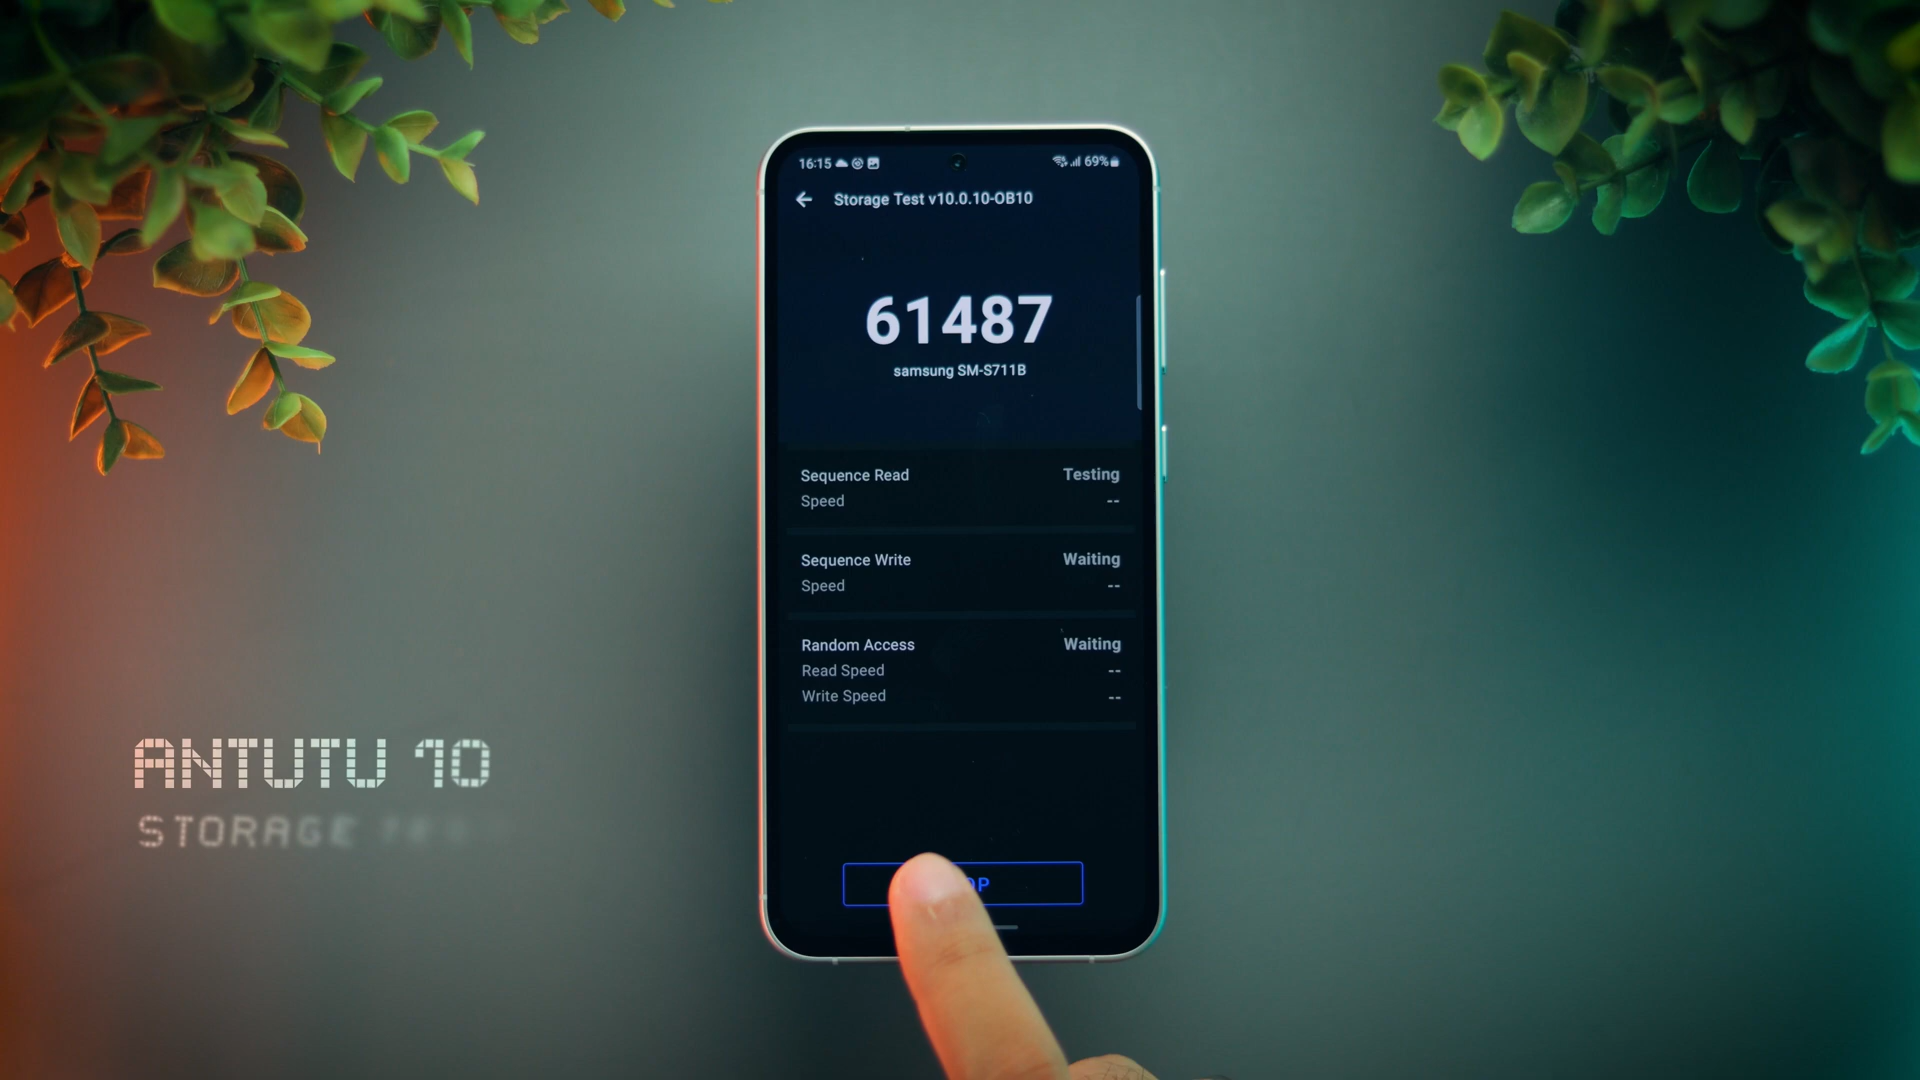 16:15 69%
Storage Test v10.0.10-OB10
61487
samsung SM-S711B
Sequence Read Testing
Speed --
Sequence Write Waiting
Speed --
Random Access Waiting
Read Speed --
Write Speed --
OP
ANTUTU 10
STORAGE